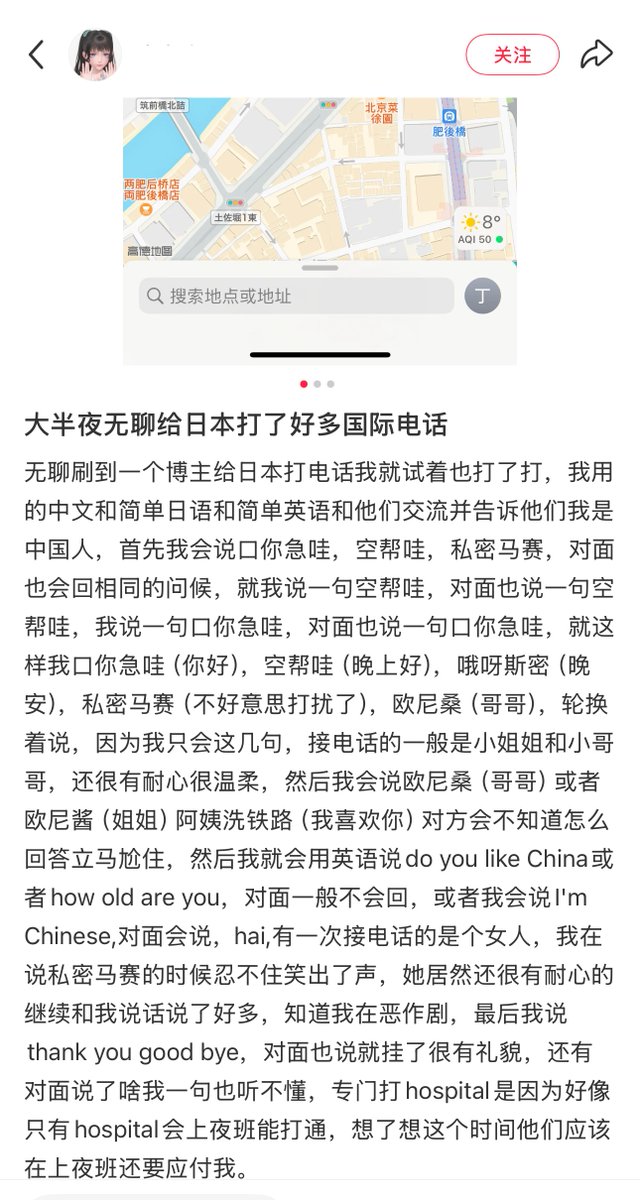 关注
筑前橋北詰
北京菜
徐園
肥後橋
两肥后桥店
両肥後橋店
土佐堀1東
8°
AQI 50
高德地图
搜索地点或地址
丁
大半夜无聊给日本打了好多国际电话
无聊刷到一个博主给日本打电话我就试着也打了打，我用
的中文和简单日语和简单英语和他们交流并告诉他们我是
中国人，首先我会说口你急哇，空帮哇，私密马赛，对面
也会回相同的问候，就我说一句空帮哇，对面也说一句空
帮哇，我说一句口你急哇，对面也说一句口你急哇，就这
样我口你急哇（你好），空帮哇（晚上好），哦呀斯密（晚
安），私密马赛（不好意思打扰了），欧尼桑（哥哥），轮换
着说，因为我只会这几句，接电话的一般是小姐姐和小哥
哥，还很有耐心很温柔，然后我会说欧尼桑（哥哥）或者
欧尼酱（姐姐）阿姨洗铁路（我喜欢你）对方会不知道怎么
回答立马尬住，然后我就会用英语说do you like China或
者how old are you，对面一般不会回，或者我会说I'm
Chinese,对面会说，hai,有一次接电话的是个女人，我在
说私密马赛的时候忍不住笑出了声，她居然还很有耐心的
继续和我说话说了好多，知道我在恶作剧，最后我说
thank you good bye，对面也说就挂了很有礼貌，还有
对面说了啥我一句也听不懂，专门打hospital是因为好像
只有hospital会上夜班能打通，想了想这个时间他们应该
在上夜班还要应付我。